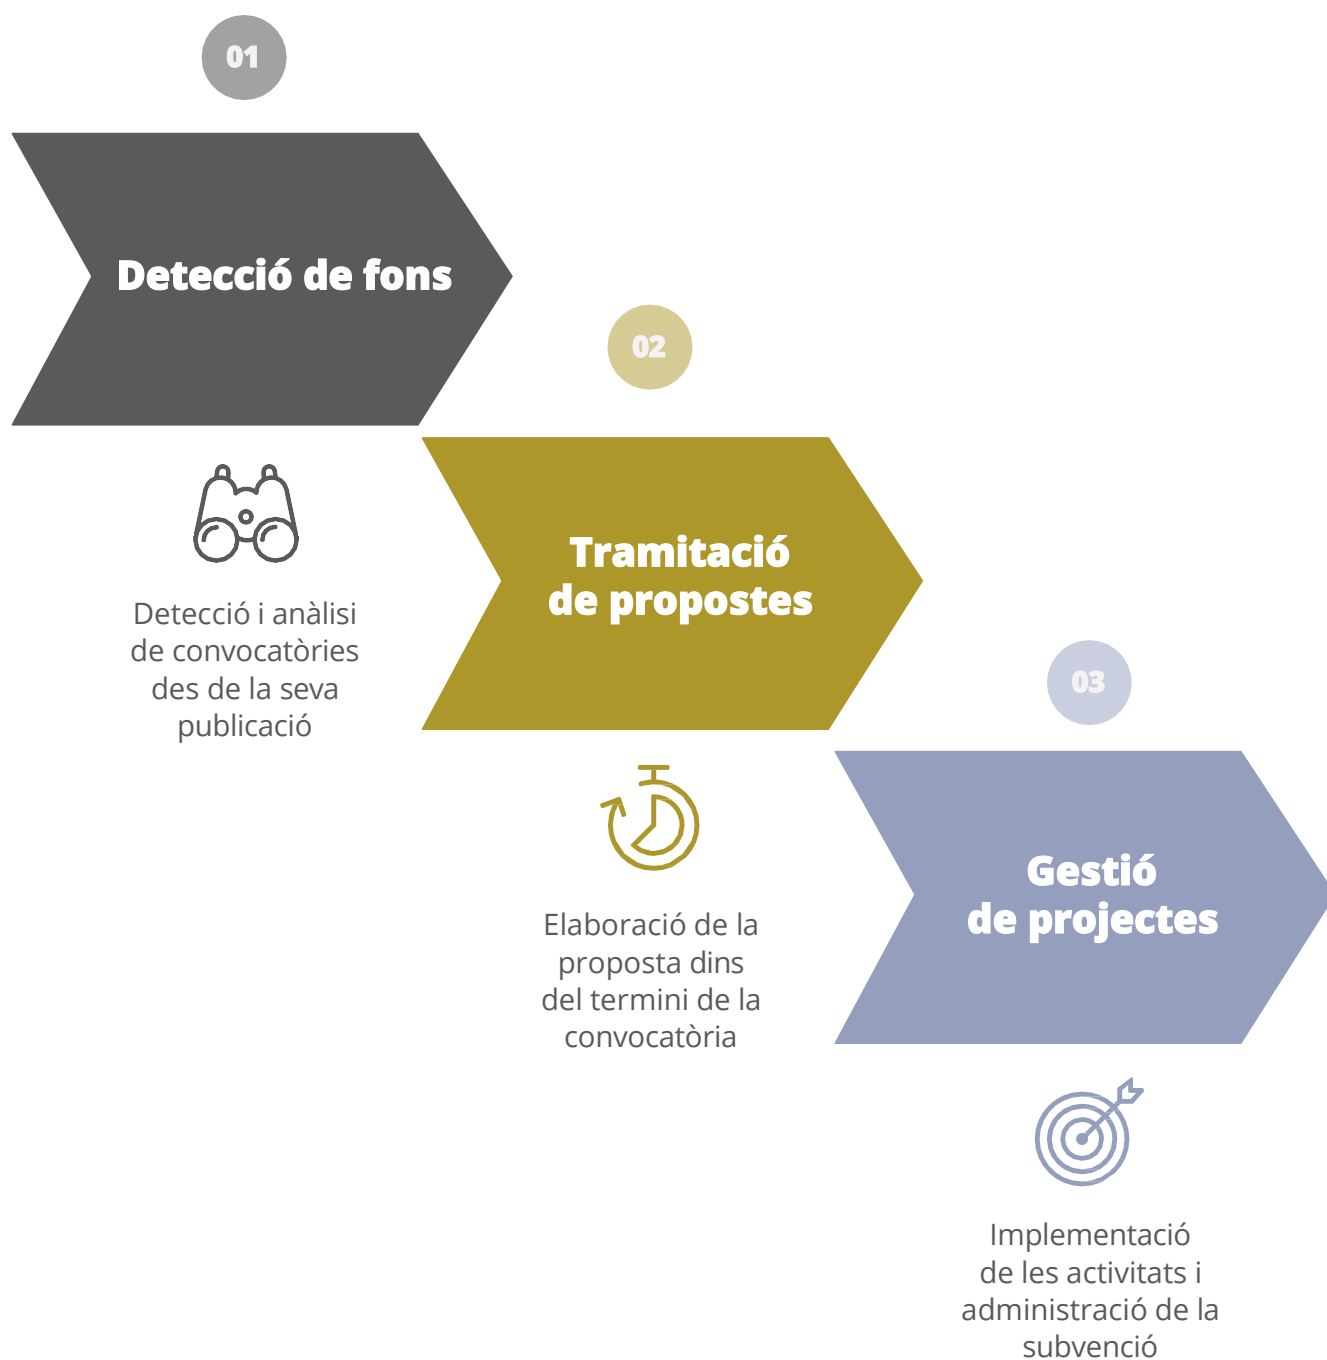 01
Detecció de fons
Detecció i anàlisi
de convocatòries
des de la seva
publicació
02
Tramitació
de propostes
Elaboració de la
proposta dins
del termini de la
convocatòria
03
Gestió
de projectes
Implementació
de les activitats i
administració de la
subvenció